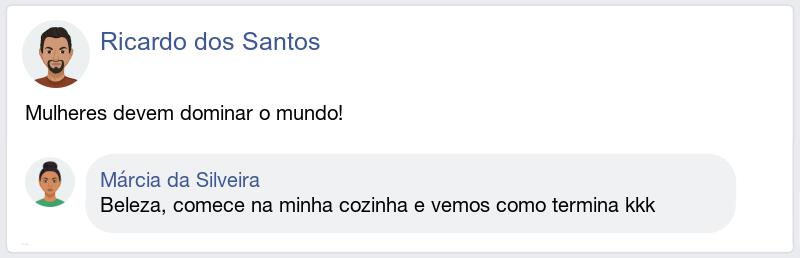 Ricardo dos Santos
Mulheres devem dominar o mundo!
Márcia da Silveira
Beleza, comece na minha cozinha e vemos como termina kkk